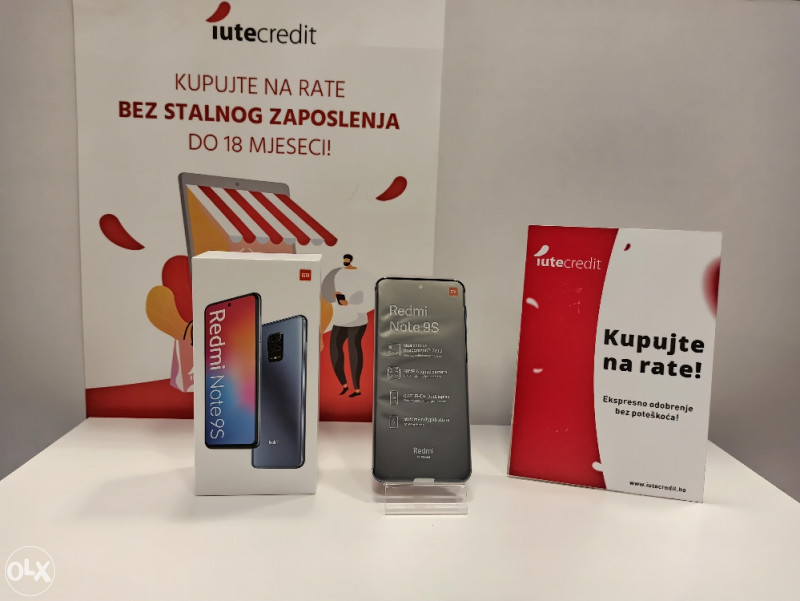 iutecredit
KUPUJTE NA RATE
BEZ STALNOG ZAPOSLENJA
DO 18 MJESECI!
Redmi Note 9S
Redmi
Note 9S
Redmi
iutecredit
Kupujte
na rate!
Ekspresno odobrenje
bez poteškoća!
www.iutecredit.ba
OLX